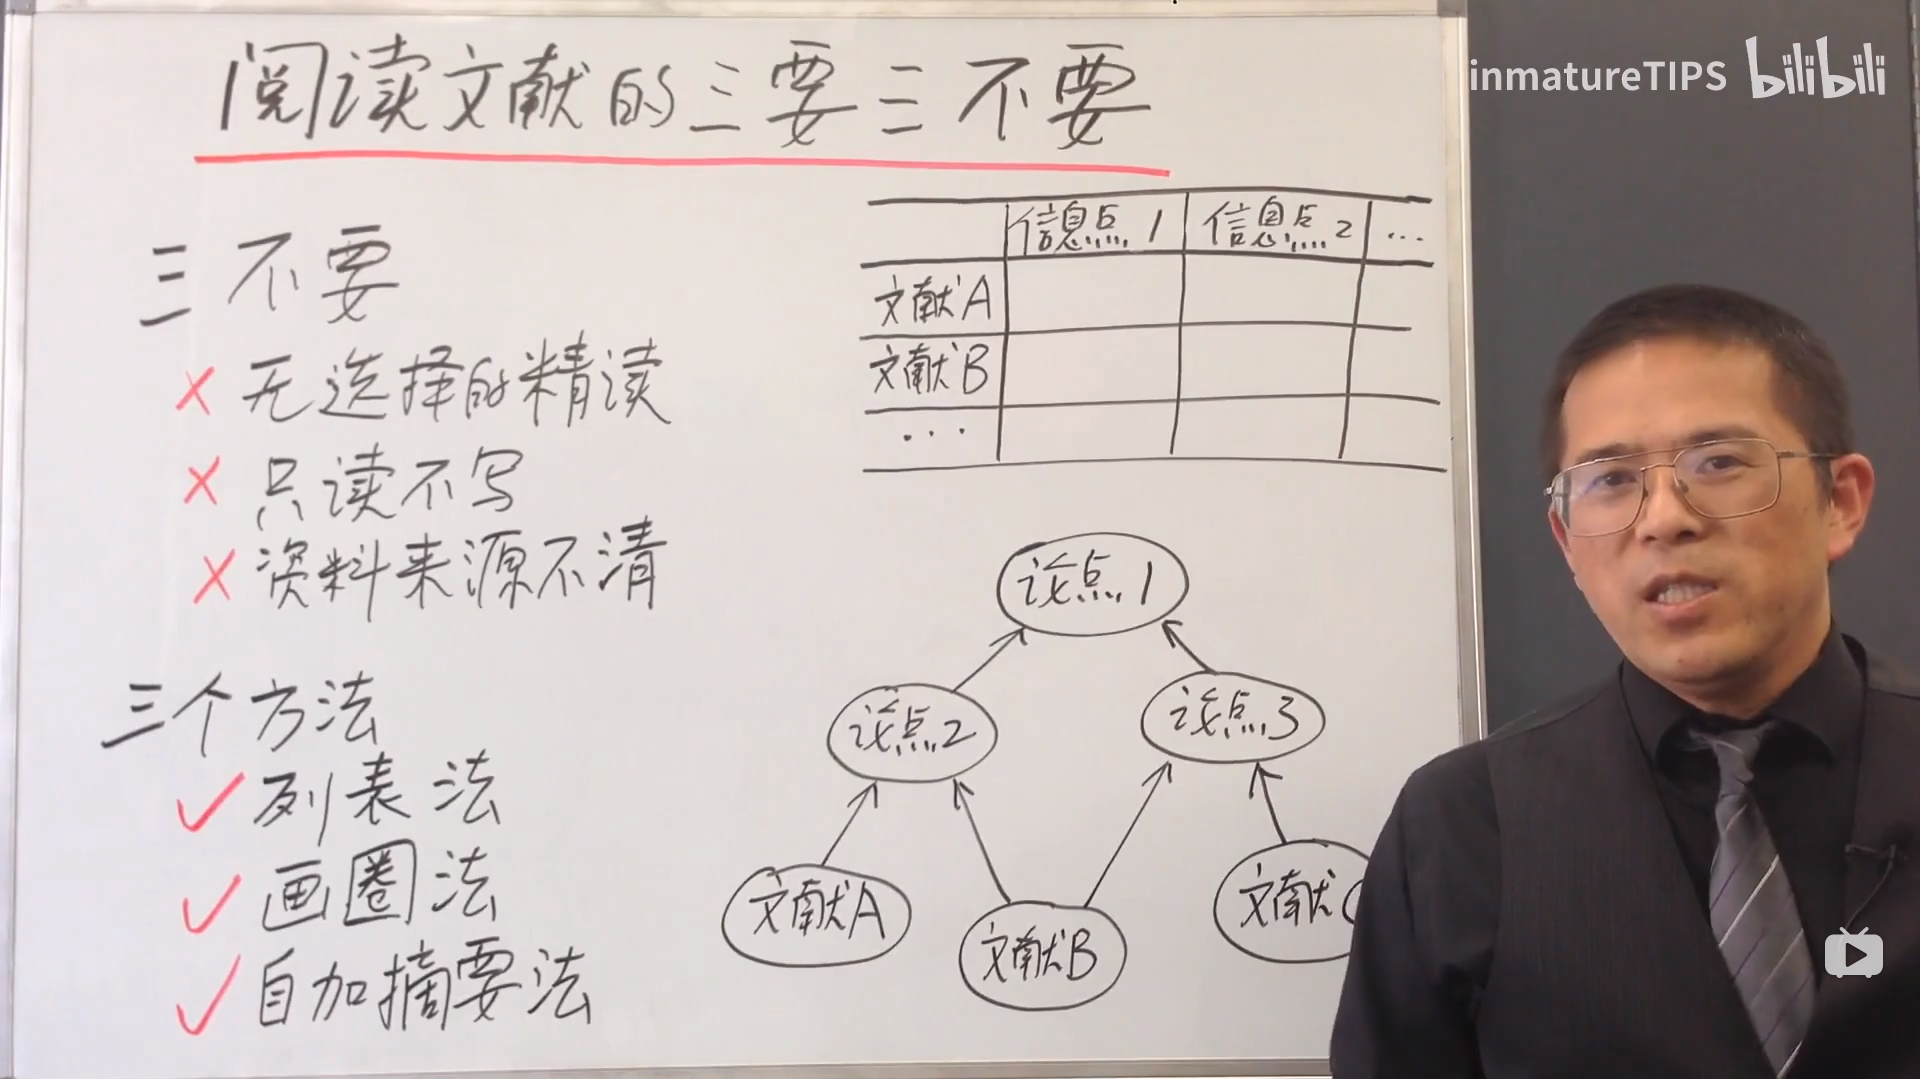 阅读文献的三要三不要
inmatureTIPS bilibili
三不要
× 无选择的精读
× 只读不写
× 资料来源不清
三个方法
✓ 列表法
✓ 画圈法
✓ 自加摘要法
信息点1 信息点2 ...
文献A
文献B
...
论点1
论点2 论点3
文献A 文献B 文献C